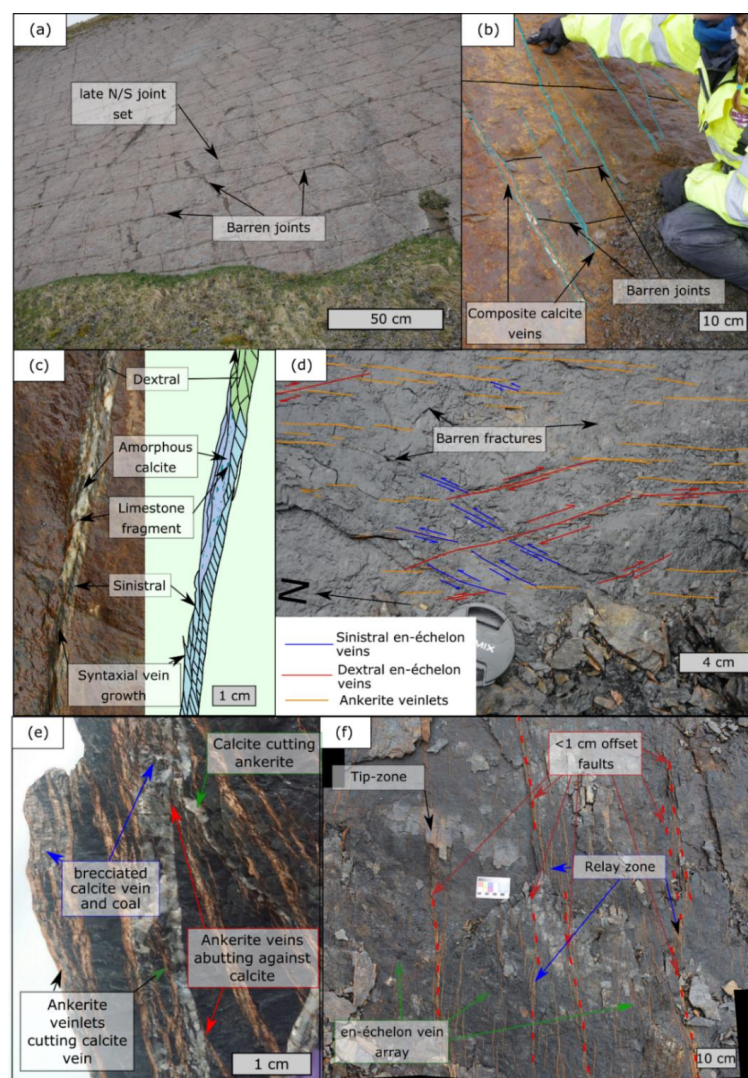 (a)
late N/S joint
set
Barren joints
50 cm
(b)
Composite calcite
veins
Barren joints
10 cm
(c)
Dextral
Amorphous
calcite
Limestone
fragment
Sinistral
Syntaxial vein
growth
1 cm
(d)
Barren fractures
N
MIX
Sinistral en-échelon
veins
Dextral en-échelon
veins
Ankerite veinlets
4 cm
(e)
Calcite cutting
ankerite
brecciated
calcite vein
and coal
Ankerite veins
abutting against
calcite
Ankerite
veinlets
cutting calcite
vein
1 cm
(f)
<1 cm offset
faults
Tip-zone
Relay zone
en-échelon vein
array
10 cm